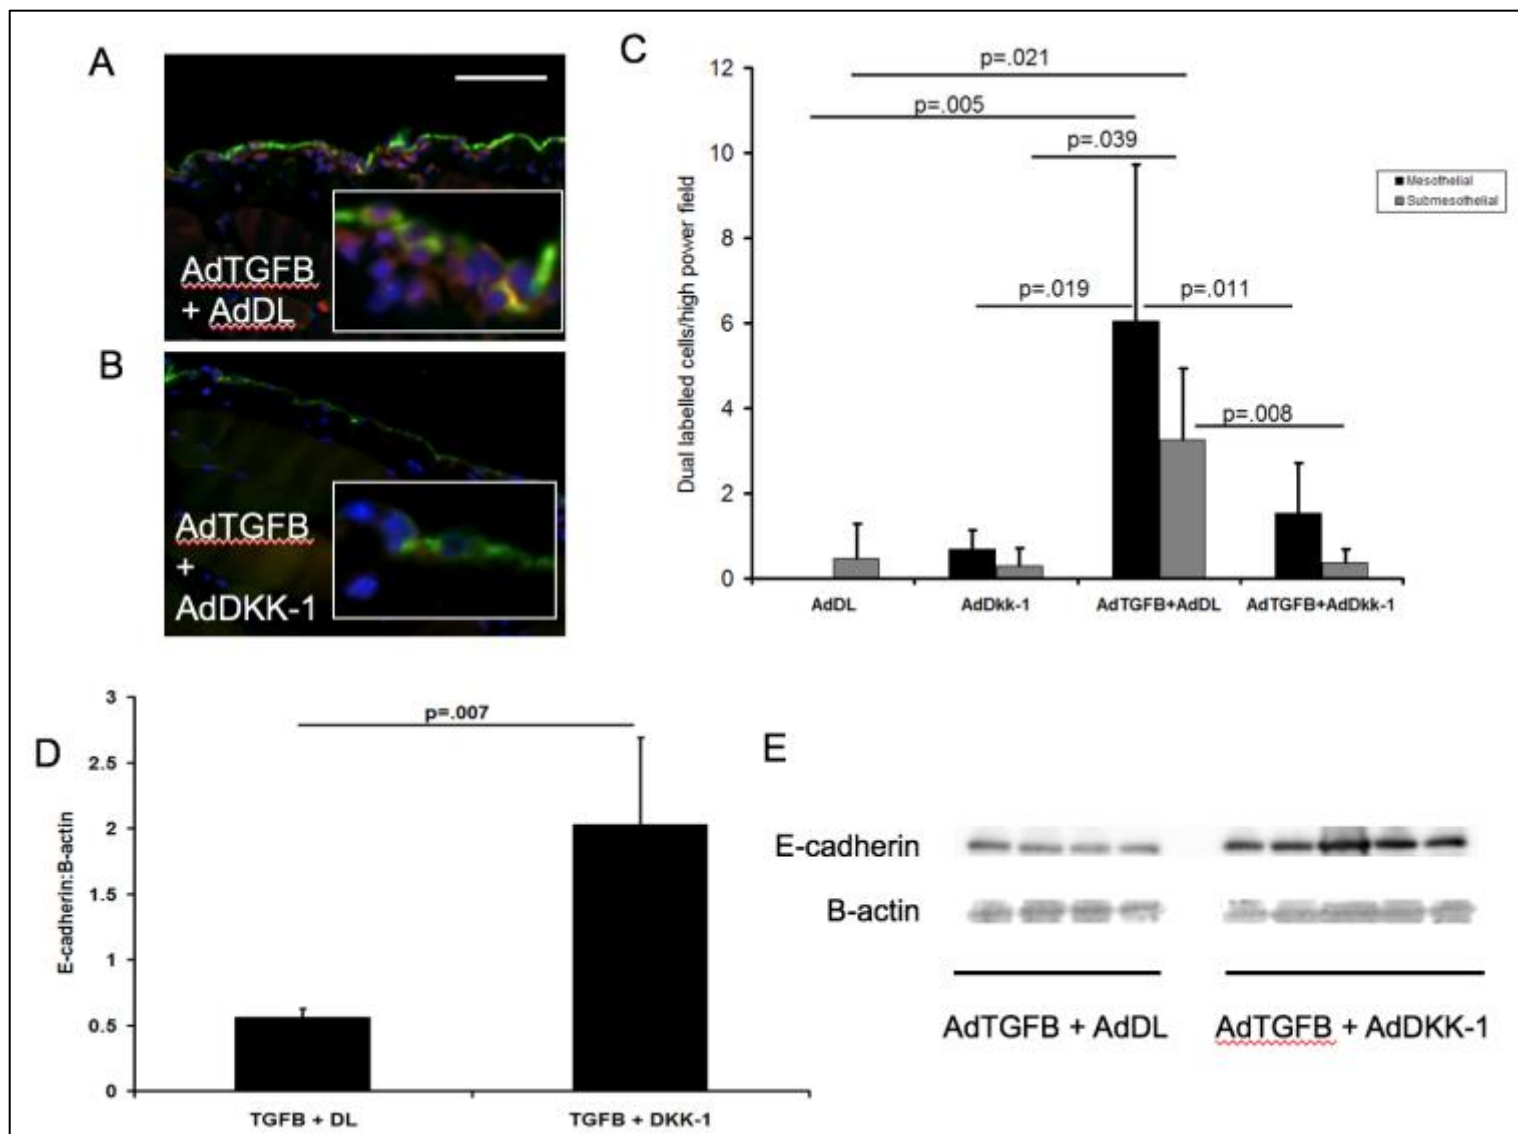 A
AdTGFB
+ AdDL
B
AdTGFB
+
AdDKK-1
C
12
10
8
6
4
2
0
Dual labelled cells/high power field
p=.021
p=.005
p=.039
p=.019
p=.011
p=.008
Mesothelial
Submesothelial
AdDL
AdDkk-1
AdTGFB+AdDL
AdTGFB+AdDkk-1
D
3
2.5
2
1.5
1
0.5
0
E-cadherin:B-actin
p=.007
TGFB + DL
TGFB + DKK-1
E
E-cadherin
B-actin
AdTGFB + AdDL
AdTGFB + AdDKK-1